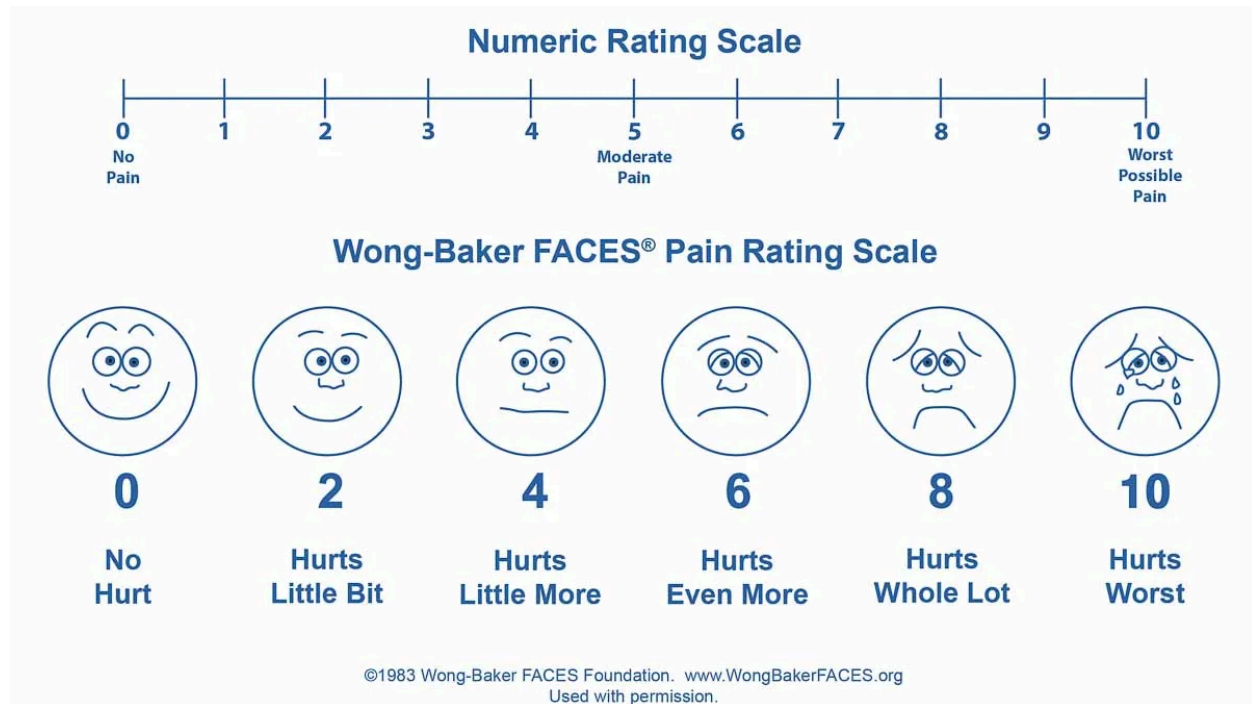 Numeric Rating Scale
0 1 2 3 4 5 6 7 8 9 10
No Moderate Worst
Pain Pain Possible
Pain
Wong-Baker FACES® Pain Rating Scale
0 2 4 6 8 10
No Hurts Hurts Hurts Hurts Hurts
Hurt Little Bit Little More Even More Whole Lot Worst
©1983 Wong-Baker FACES Foundation. www.WongBakerFACES.org
Used with permission.